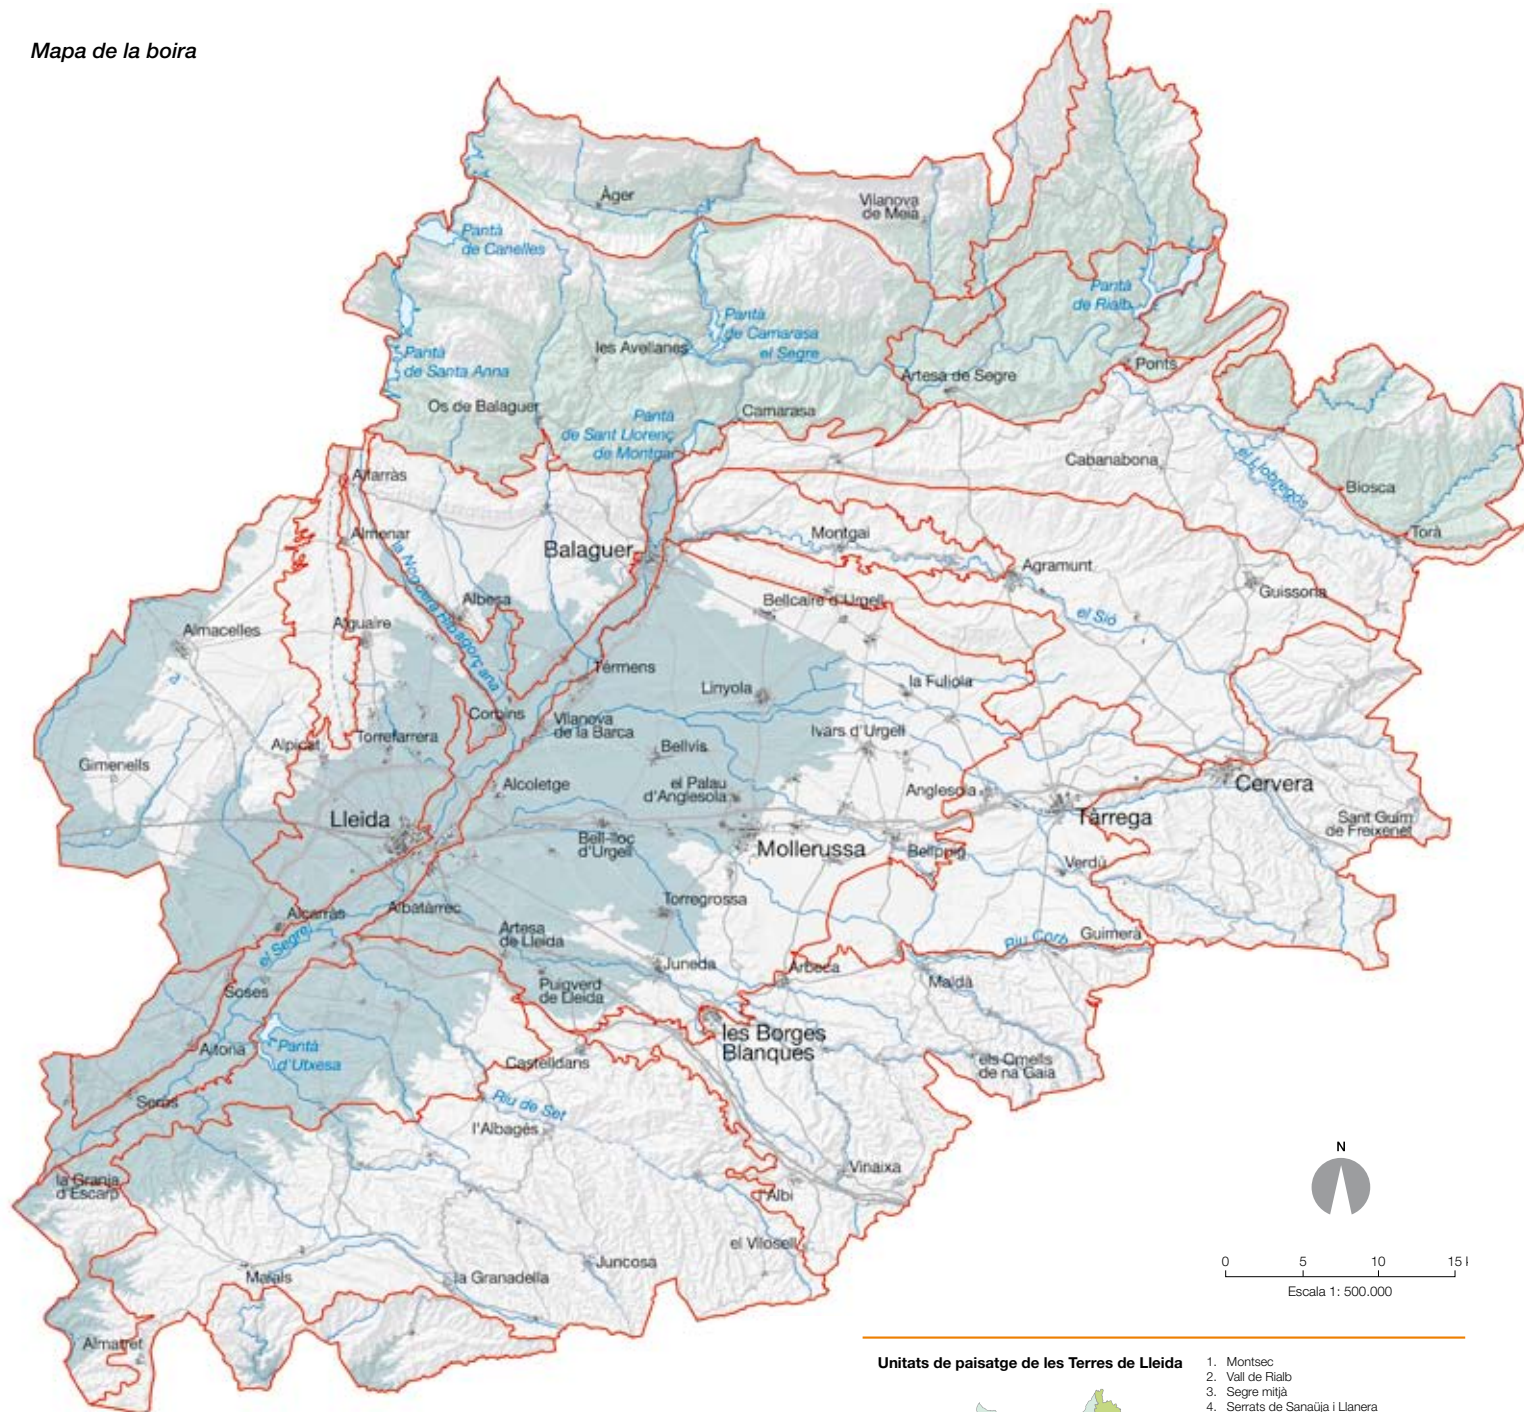 Mapa de la boira
Àger
Vilanova
de Meià
Pantà
de Canelles
Pantà
de Rialb
Pantà
de Camarasa
el Segre
les Avellanes
Pantà
de Santa Anna
Ponts
Artesa de Segre
Os de Balaguer
Camarasa
Pantà
de Sant Llorenç
de Montgai
Cabanabona
el Llobregós
Biosca
Alfarràs
Torà
Almenar
Montgai
Balaguer
Agramunt
la Noguera Ribagorçana
Guissona
Albesa
Bellcaire d'Urgell
el Sió
Almacelles
Alguaire
Térmens
Linyola
la Fuliola
Corbins
Vilanova
de la Barca
Ivars d'Urgell
Alpicat
Torrefarrera
Bellvís
Gimenells
Alcoletge
el Palau
d'Anglesola
Anglesola
Cervera
Lleida
Tàrrega
Sant Guim
de Freixenet
Bell-lloc
d'Urgell
Mollerussa
Bellpuig
Verdú
Torregrossa
Alcarràs
Albatàrrec
el Segre
Artesa
de Lleida
Riu Corb
Guimerà
Juneda
Arbeca
Maldà
Soses
Puigverd
de Lleida
les Borges
Blanques
Aitona
Pantà
d'Utxesa
Castelldans
els Omells
de na Gaia
Seròs
Riu de Set
l'Albagés
Vinaixa
la Granja
d'Escarp
l'Albi
el Vilosell
Juncosa
Maials
la Granadella
Almatret
N
0 5 10 15
Escala 1: 500.000
Unitats de paisatge de les Terres de Lleida
1. Montsec
2. Vall de Rialb
3. Segre mitjà
4. Serrats de Sanaüja i Llanera